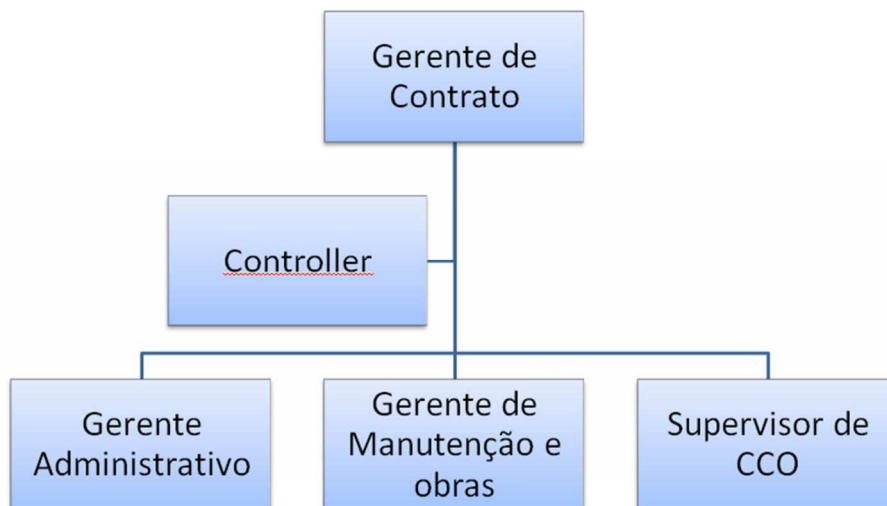 Gerente de
Contrato
Controller
Gerente
Administrativo
Gerente de
Manutenção e
obras
Supervisor de
CCO